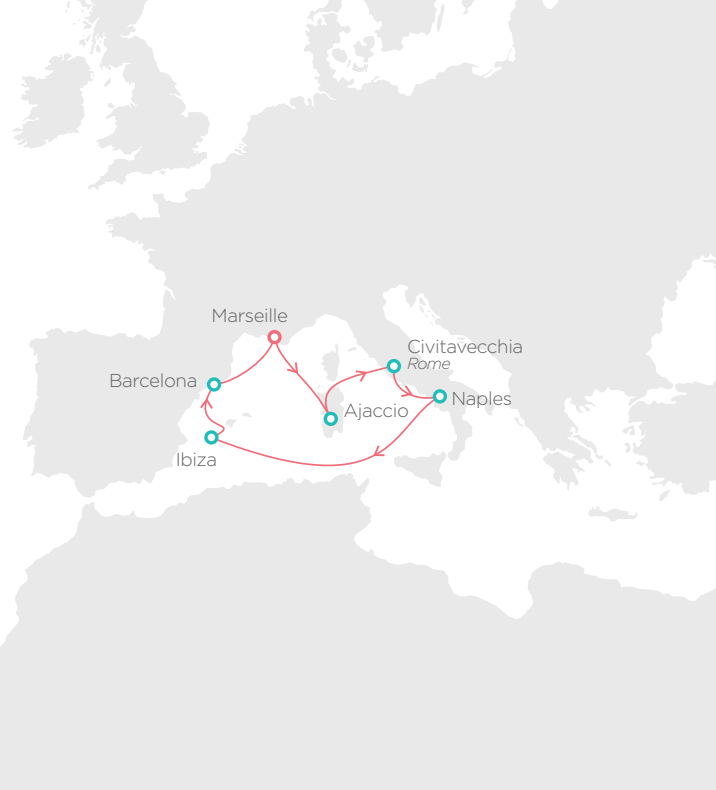 Marseille
Civitavecchia
Rome
Barcelona
Naples
Ajaccio
Ibiza